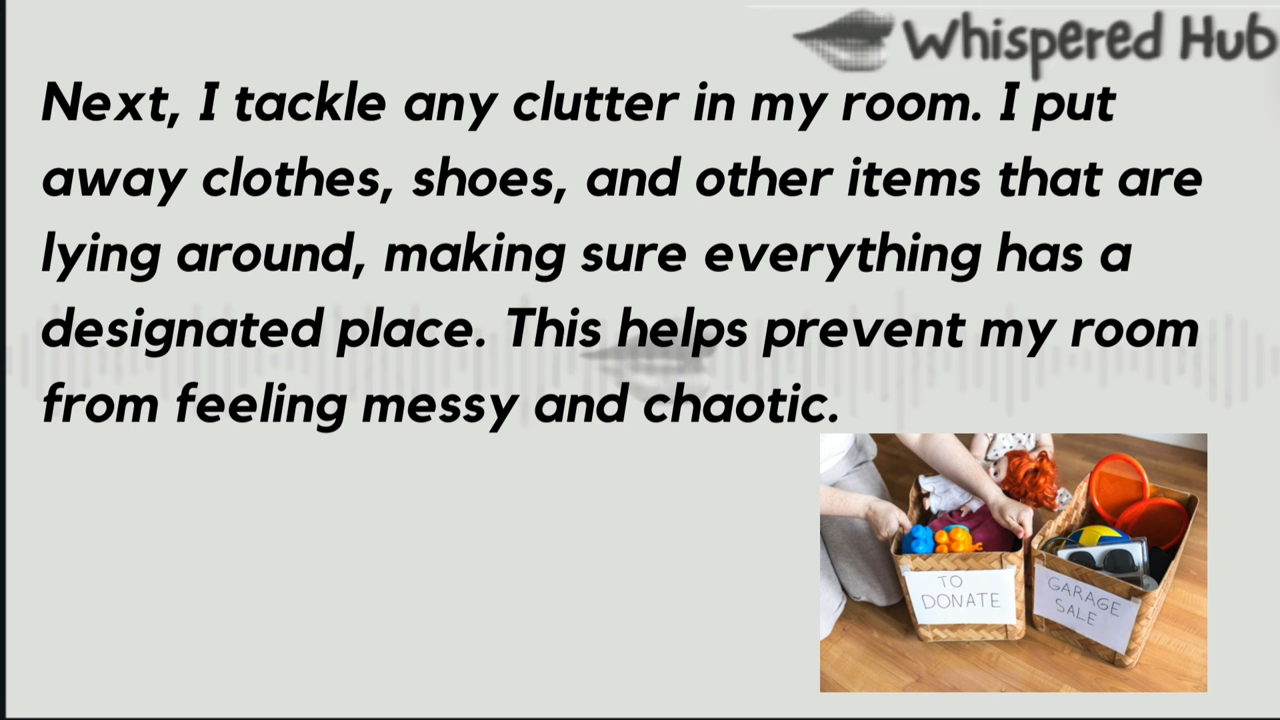 Whispered Hub
Next, I tackle any clutter in my room. I put
away clothes, shoes, and other items that are
lying around, making sure everything has a
designated place. This helps prevent my room
from feeling messy and chaotic.
TO
DONATE
GARAGE
SALE